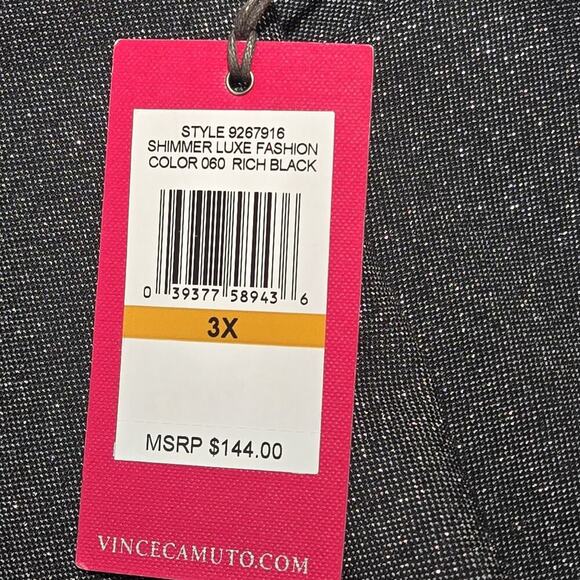 STYLE 9267916
SHIMMER LUXE FASHION
COLOR 060 RICH BLACK
0 39377 58943 6
3X
MSRP $144.00
VINCECAMUTO.COM